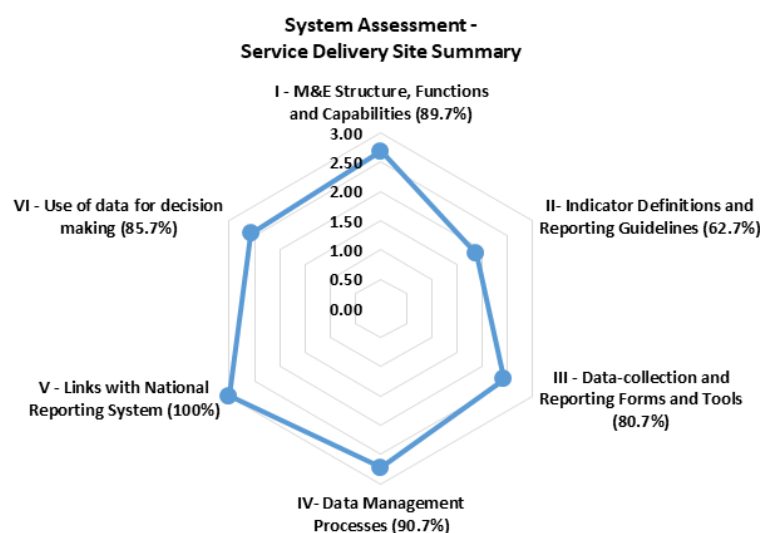 System Assessment -
Service Delivery Site Summary
I - M&E Structure, Functions
and Capabilities (89.7%)
3.00
2.50
2.00
1.50
1.00
0.50
0.00
II- Indicator Definitions and
Reporting Guidelines (62.7%)
III - Data-collection and
Reporting Forms and Tools
(80.7%)
IV- Data Management
Processes (90.7%)
V - Links with National
Reporting System (100%)
VI - Use of data for decision
making (85.7%)